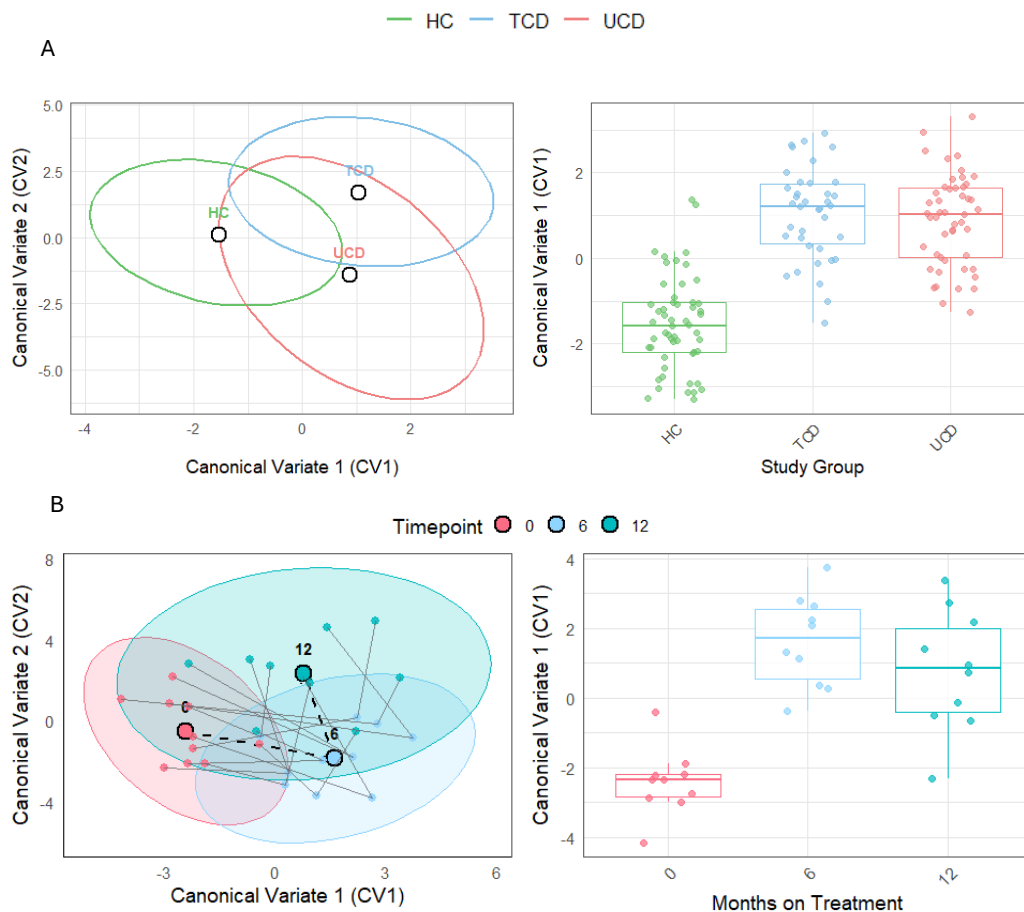 HC TCD UCD
A
5.0
2.5
0.0
-2.5
-5.0
Canonical Variate 2 (CV2)
TCD
HC
UCD
-4 -2 0 2
Canonical Variate 1 (CV1)
2
0
-2
Canonical Variate 1 (CV1)
HC TCD UCD
Study Group
B
Timepoint 0 6 12
8
4
0
-4
Canonical Variate 2 (CV2)
12
0
6
-3 0 3 6
Canonical Variate 1 (CV1)
4
2
0
-2
-4
Canonical Variate 1 (CV1)
0 6 12
Months on Treatment